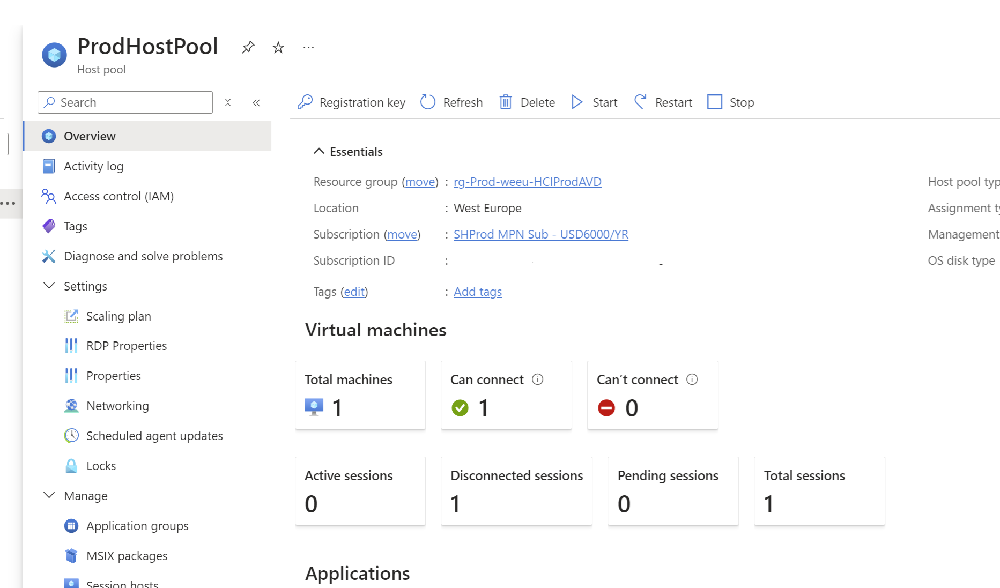 ProdHostPool
Host pool
Search
Registration key
Refresh
Delete
Start
Restart
Stop
Overview
Activity log
Access control (IAM)
Tags
Diagnose and solve problems
Settings
Scaling plan
RDP Properties
Properties
Networking
Scheduled agent updates
Locks
Manage
Application groups
MSIX packages
Session hosts
Essentials
Resource group (move) : rg-Prod-weeu-HCIProdAVD
Location : West Europe
Subscription (move) : SHProd MPN Sub - USD6000/YR
Subscription ID :
Tags (edit) : Add tags
Host pool typ
Assignment ty
Management
OS disk type
Virtual machines
Total machines
1
Can connect
1
Can't connect
0
Active sessions
0
Disconnected sessions
1
Pending sessions
0
Total sessions
1
Applications